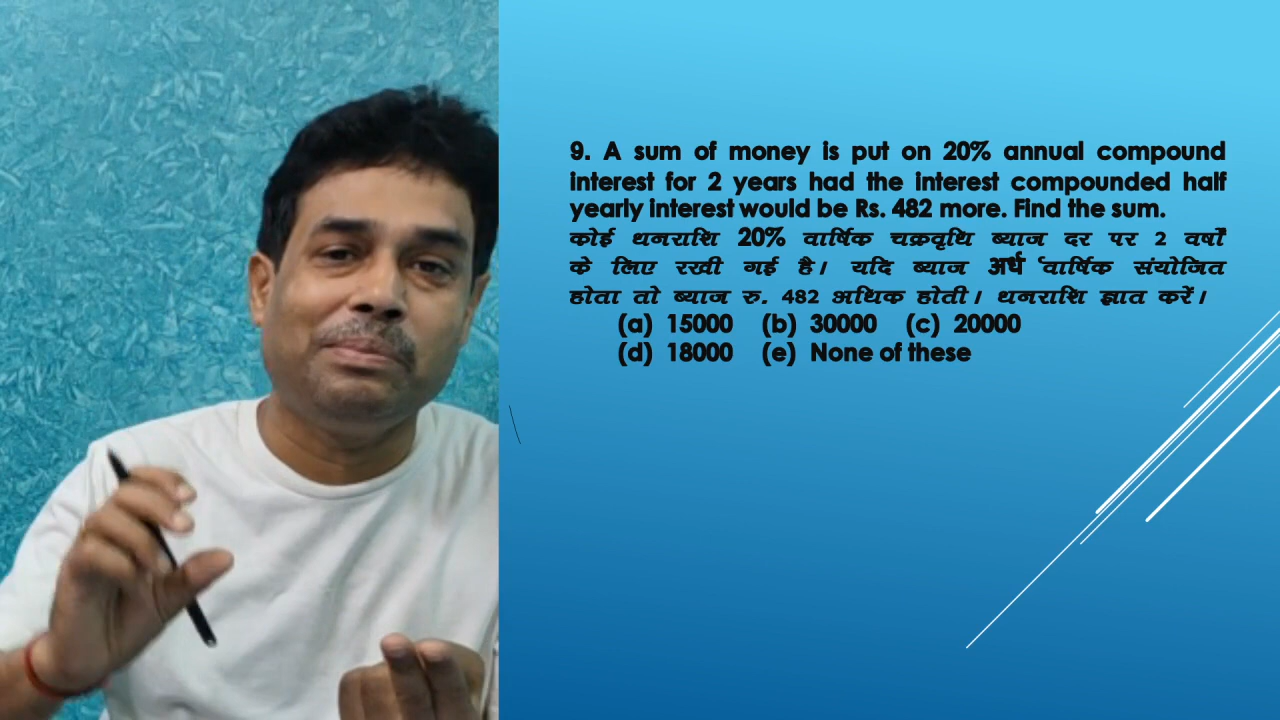 9. A sum of money is put on 20% annual compound
interest for 2 years had the interest compounded half
yearly interest would be Rs. 482 more. Find the sum.
कोई धनराशि 20% वार्षिक चक्रवृधि ब्याज दर पर 2 वर्षों
के लिए रखी गई है। यदि ब्याज अर्ध वार्षिक संयोजित
होता तो ब्याज रु. 482 अधिक होती। धनराशि ज्ञात करें।
(a) 15000 (b) 30000 (c) 20000
(d) 18000 (e) None of these